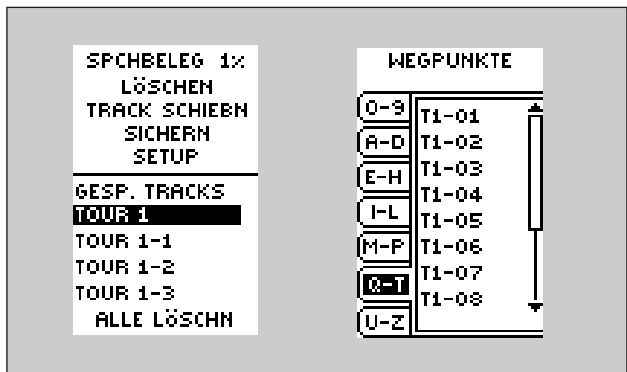 SPCHBELEG 1%
LÖSCHEN
TRACK SCHIEBN
SICHERN
SETUP
GESP. TRACKS
TOUR 1
TOUR 1-1
TOUR 1-2
TOUR 1-3
ALLE LÖSCHN
WEGPUNKTE
0-9
A-D
E-H
I-L
M-P
Q-T
U-Z
T1-01
T1-02
T1-03
T1-04
T1-05
T1-06
T1-07
T1-08